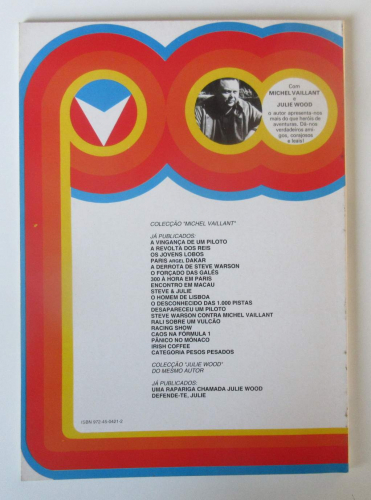 Com
MICHEL VAILLANT
e
JULIE WOOD
o autor apresenta-nos
mais do que heróis de
aventuras. Dá-nos
verdadeiros ami-
gos, corajosos
e leais!
COLECÇÃO "MICHEL VAILLANT"
JÁ PUBLICADOS:
A VINGANÇA DE UM PILOTO
A REVOLTA DOS REIS
OS JOVENS LOBOS
PARIS ARGEL DAKAR
A DERROTA DE STEVE WARSON
O FORÇADO DAS GALÉS
300 À HORA EM PARIS
ENCONTRO EM MACAU
STEVE & JULIE
O HOMEM DE LISBOA
O DESCONHECIDO DAS 1.000 PISTAS
DESAPARECEU UM PILOTO
STEVE WARSON CONTRA MICHEL VAILLANT
RALI SOBRE UM VULCÃO
RACING SHOW
CAOS NA FÓRMULA 1
PÂNICO NO MÓNACO
IRISH COFFEE
CATEGORIA PESOS PESADOS
COLECÇÃO "JULIE WOOD"
DO MESMO AUTOR
JÁ PUBLICADOS:
UMA RAPARIGA CHAMADA JULIE WOOD
DEFENDE-TE, JULIE